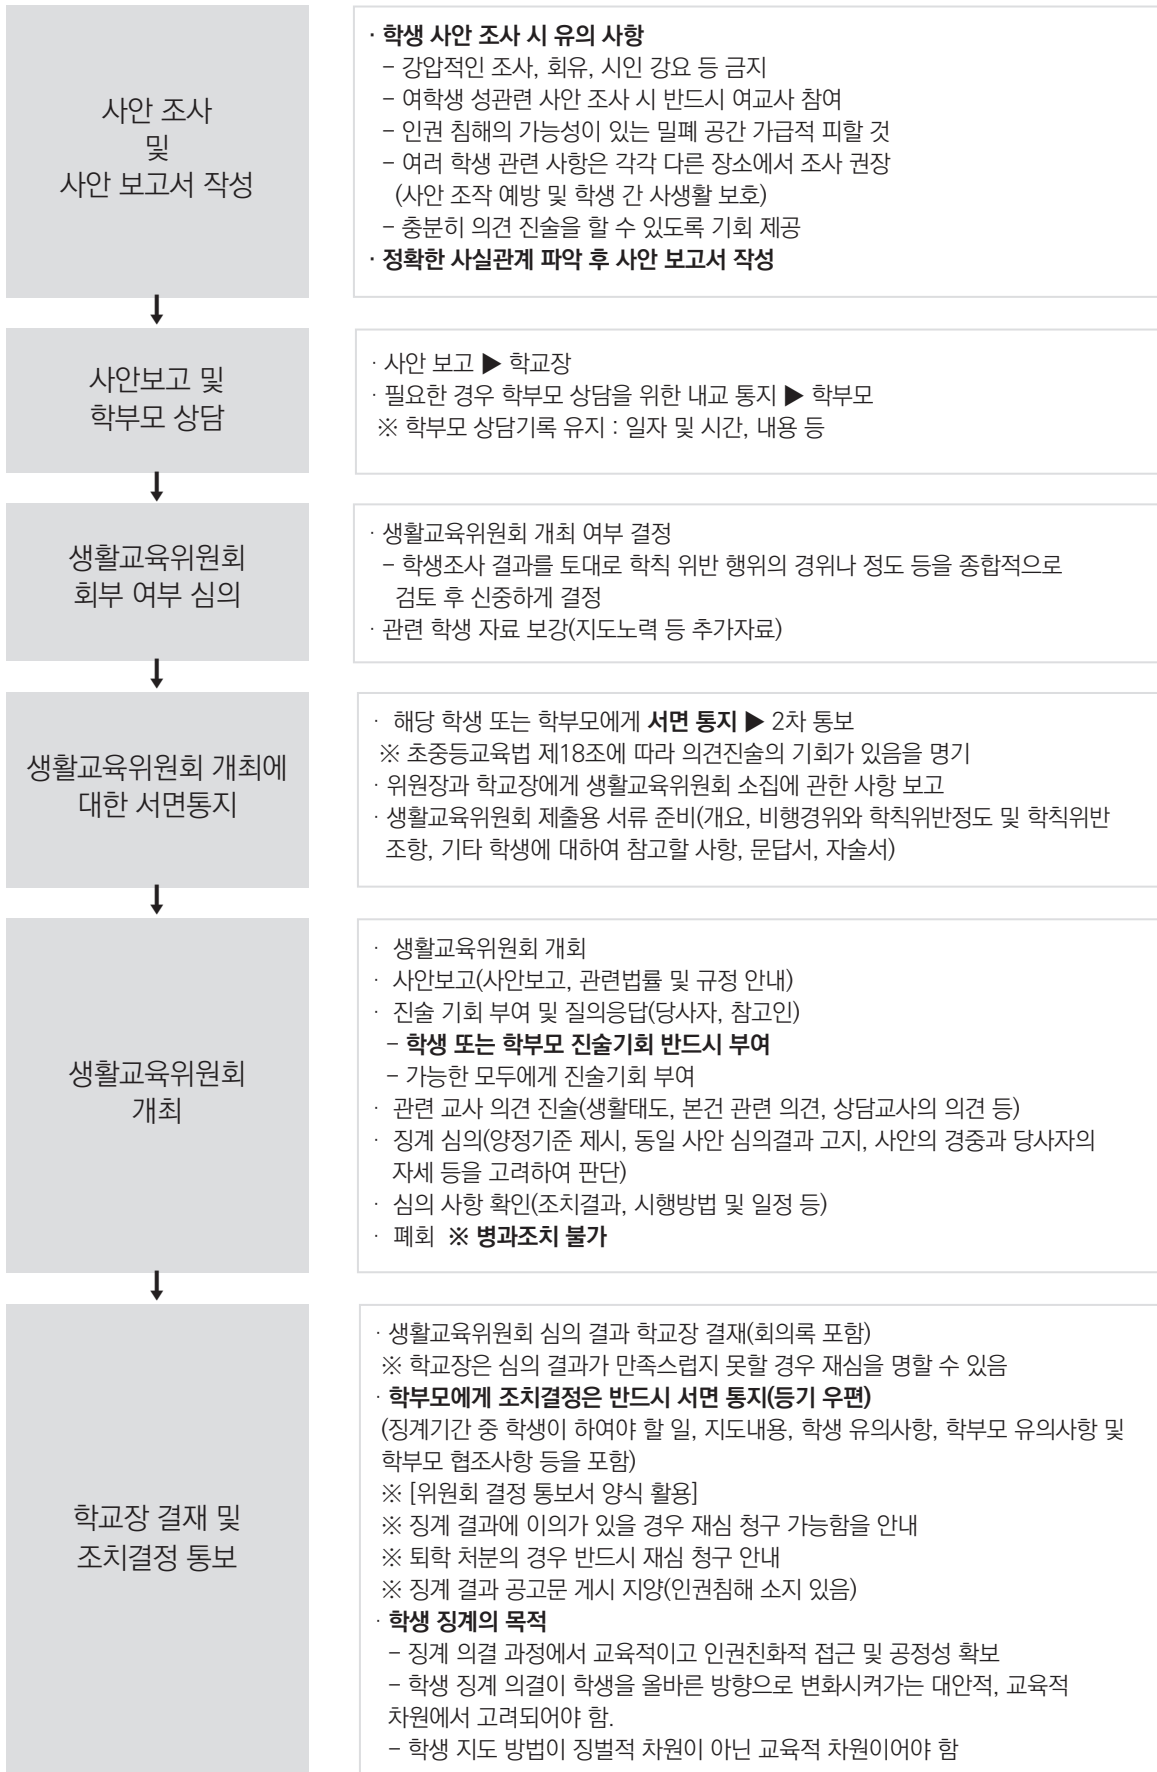 사안 조사
및
사안 보고서 작성
· 학생 사안 조사 시 유의 사항
- 강압적인 조사, 회유, 시인 강요 등 금지
- 여학생 성관련 사안 조사 시 반드시 여교사 참여
- 인권 침해의 가능성이 있는 밀폐 공간 가급적 피할 것
- 여러 학생 관련 사항은 각각 다른 장소에서 조사 권장
(사안 조작 예방 및 학생 간 사생활 보호)
- 충분히 의견 진술을 할 수 있도록 기회 제공
· 정확한 사실관계 파악 후 사안 보고서 작성
사안보고 및
학부모 상담
· 사안 보고 ▶ 학교장
· 필요한 경우 학부모 상담을 위한 내교 통지 ▶ 학부모
※ 학부모 상담기록 유지 : 일자 및 시간, 내용 등
생활교육위원회
회부 여부 심의
· 생활교육위원회 개최 여부 결정
- 학생조사 결과를 토대로 학칙 위반 행위의 경위나 정도 등을 종합적으로
검토 후 신중하게 결정
· 관련 학생 자료 보강(지도노력 등 추가자료)
생활교육위원회 개최에
대한 서면통지
· 해당 학생 또는 학부모에게 서면 통지 ▶ 2차 통보
※ 초중등교육법 제18조에 따라 의견진술의 기회가 있음을 명기
· 위원장과 학교장에게 생활교육위원회 소집에 관한 사항 보고
· 생활교육위원회 제출용 서류 준비(개요, 비행경위와 학칙위반정도 및 학칙위반
조항, 기타 학생에 대하여 참고할 사항, 문답서, 자술서)
생활교육위원회
개최
· 생활교육위원회 개회
· 사안보고(사안보고, 관련법률 및 규정 안내)
· 진술 기회 부여 및 질의응답(당사자, 참고인)
- 학생 또는 학부모 진술기회 반드시 부여
- 가능한 모두에게 진술기회 부여
· 관련 교사 의견 진술(생활태도, 본건 관련 의견, 상담교사의 의견 등)
· 징계 심의(양정기준 제시, 동일 사안 심의결과 고지, 사안의 경중과 당사자의
자세 등을 고려하여 판단)
· 심의 사항 확인(조치결과, 시행방법 및 일정 등)
· 폐회 ※ 병과조치 불가
학교장 결재 및
조치결정 통보
· 생활교육위원회 심의 결과 학교장 결재(회의록 포함)
※ 학교장은 심의 결과가 만족스럽지 못할 경우 재심을 명할 수 있음
· 학부모에게 조치결정은 반드시 서면 통지(등기 우편)
(징계기간 중 학생이 하여야 할 일, 지도내용, 학생 유의사항, 학부모 유의사항 및
학부모 협조사항 등을 포함)
※ [위원회 결정 통보서 양식 활용]
※ 징계 결과에 이의가 있을 경우 재심 청구 가능함을 안내
※ 퇴학 처분의 경우 반드시 재심 청구 안내
※ 징계 결과 공고문 게시 지양(인권침해 소지 있음)
· 학생 징계의 목적
- 징계 의결 과정에서 교육적이고 인권친화적 접근 및 공정성 확보
- 학생 징계 의결이 학생을 올바른 방향으로 변화시켜가는 대안적, 교육적
차원에서 고려되어야 함.
- 학생 지도 방법이 징벌적 차원이 아닌 교육적 차원이어야 함